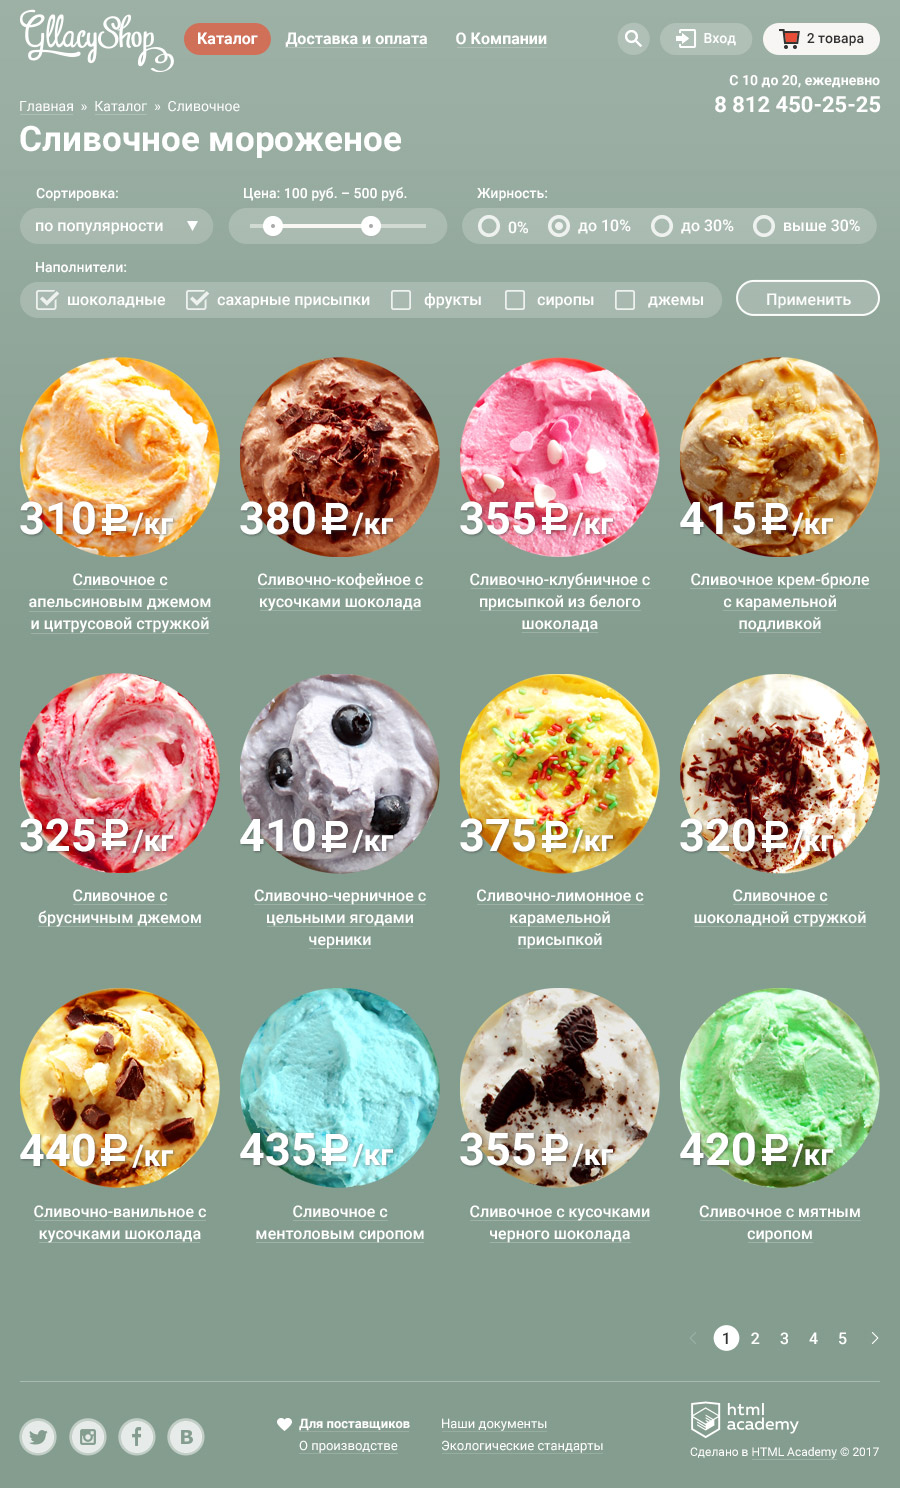 Gllacy Shop
Каталог
Доставка и оплата
О Компании
Вход
2 товара
С 10 до 20, ежедневно
8 812 450-25-25
Главная » Каталог » Сливочное
Сливочное мороженое
Сортировка:
Цена: 100 руб. – 500 руб.
Жирность:
по популярности
0%
до 10%
до 30%
выше 30%
Наполнители:
шоколадные
сахарные присыпки
фрукты
сиропы
джемы
Применить
310₽/кг
380₽/кг
355₽/кг
415₽/кг
Сливочное с
апельсиновым джемом
и цитрусовой стружкой
Сливочно-кофейное с
кусочками шоколада
Сливочно-клубничное с
присыпкой из белого
шоколада
Сливочное крем-брюле
с карамельной
подливкой
325₽/кг
410₽/кг
375₽/кг
320₽/кг
Сливочное с
брусничным джемом
Сливочно-черничное с
цельными ягодами
черники
Сливочно-лимонное с
карамельной
присыпкой
Сливочное с
шоколадной стружкой
440₽/кг
435₽/кг
355₽/кг
420₽/кг
Сливочно-ванильное с
кусочками шоколада
Сливочное с
ментоловым сиропом
Сливочное с кусочками
черного шоколада
Сливочное с мятным
сиропом
1 2 3 4 5
Для поставщиков
О производстве
Наши документы
Экологические стандарты
html
academy
Сделано в HTML Academy © 2017